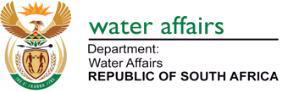 water affairs
Department:
Water Affairs
REPUBLIC OF SOUTH AFRICA